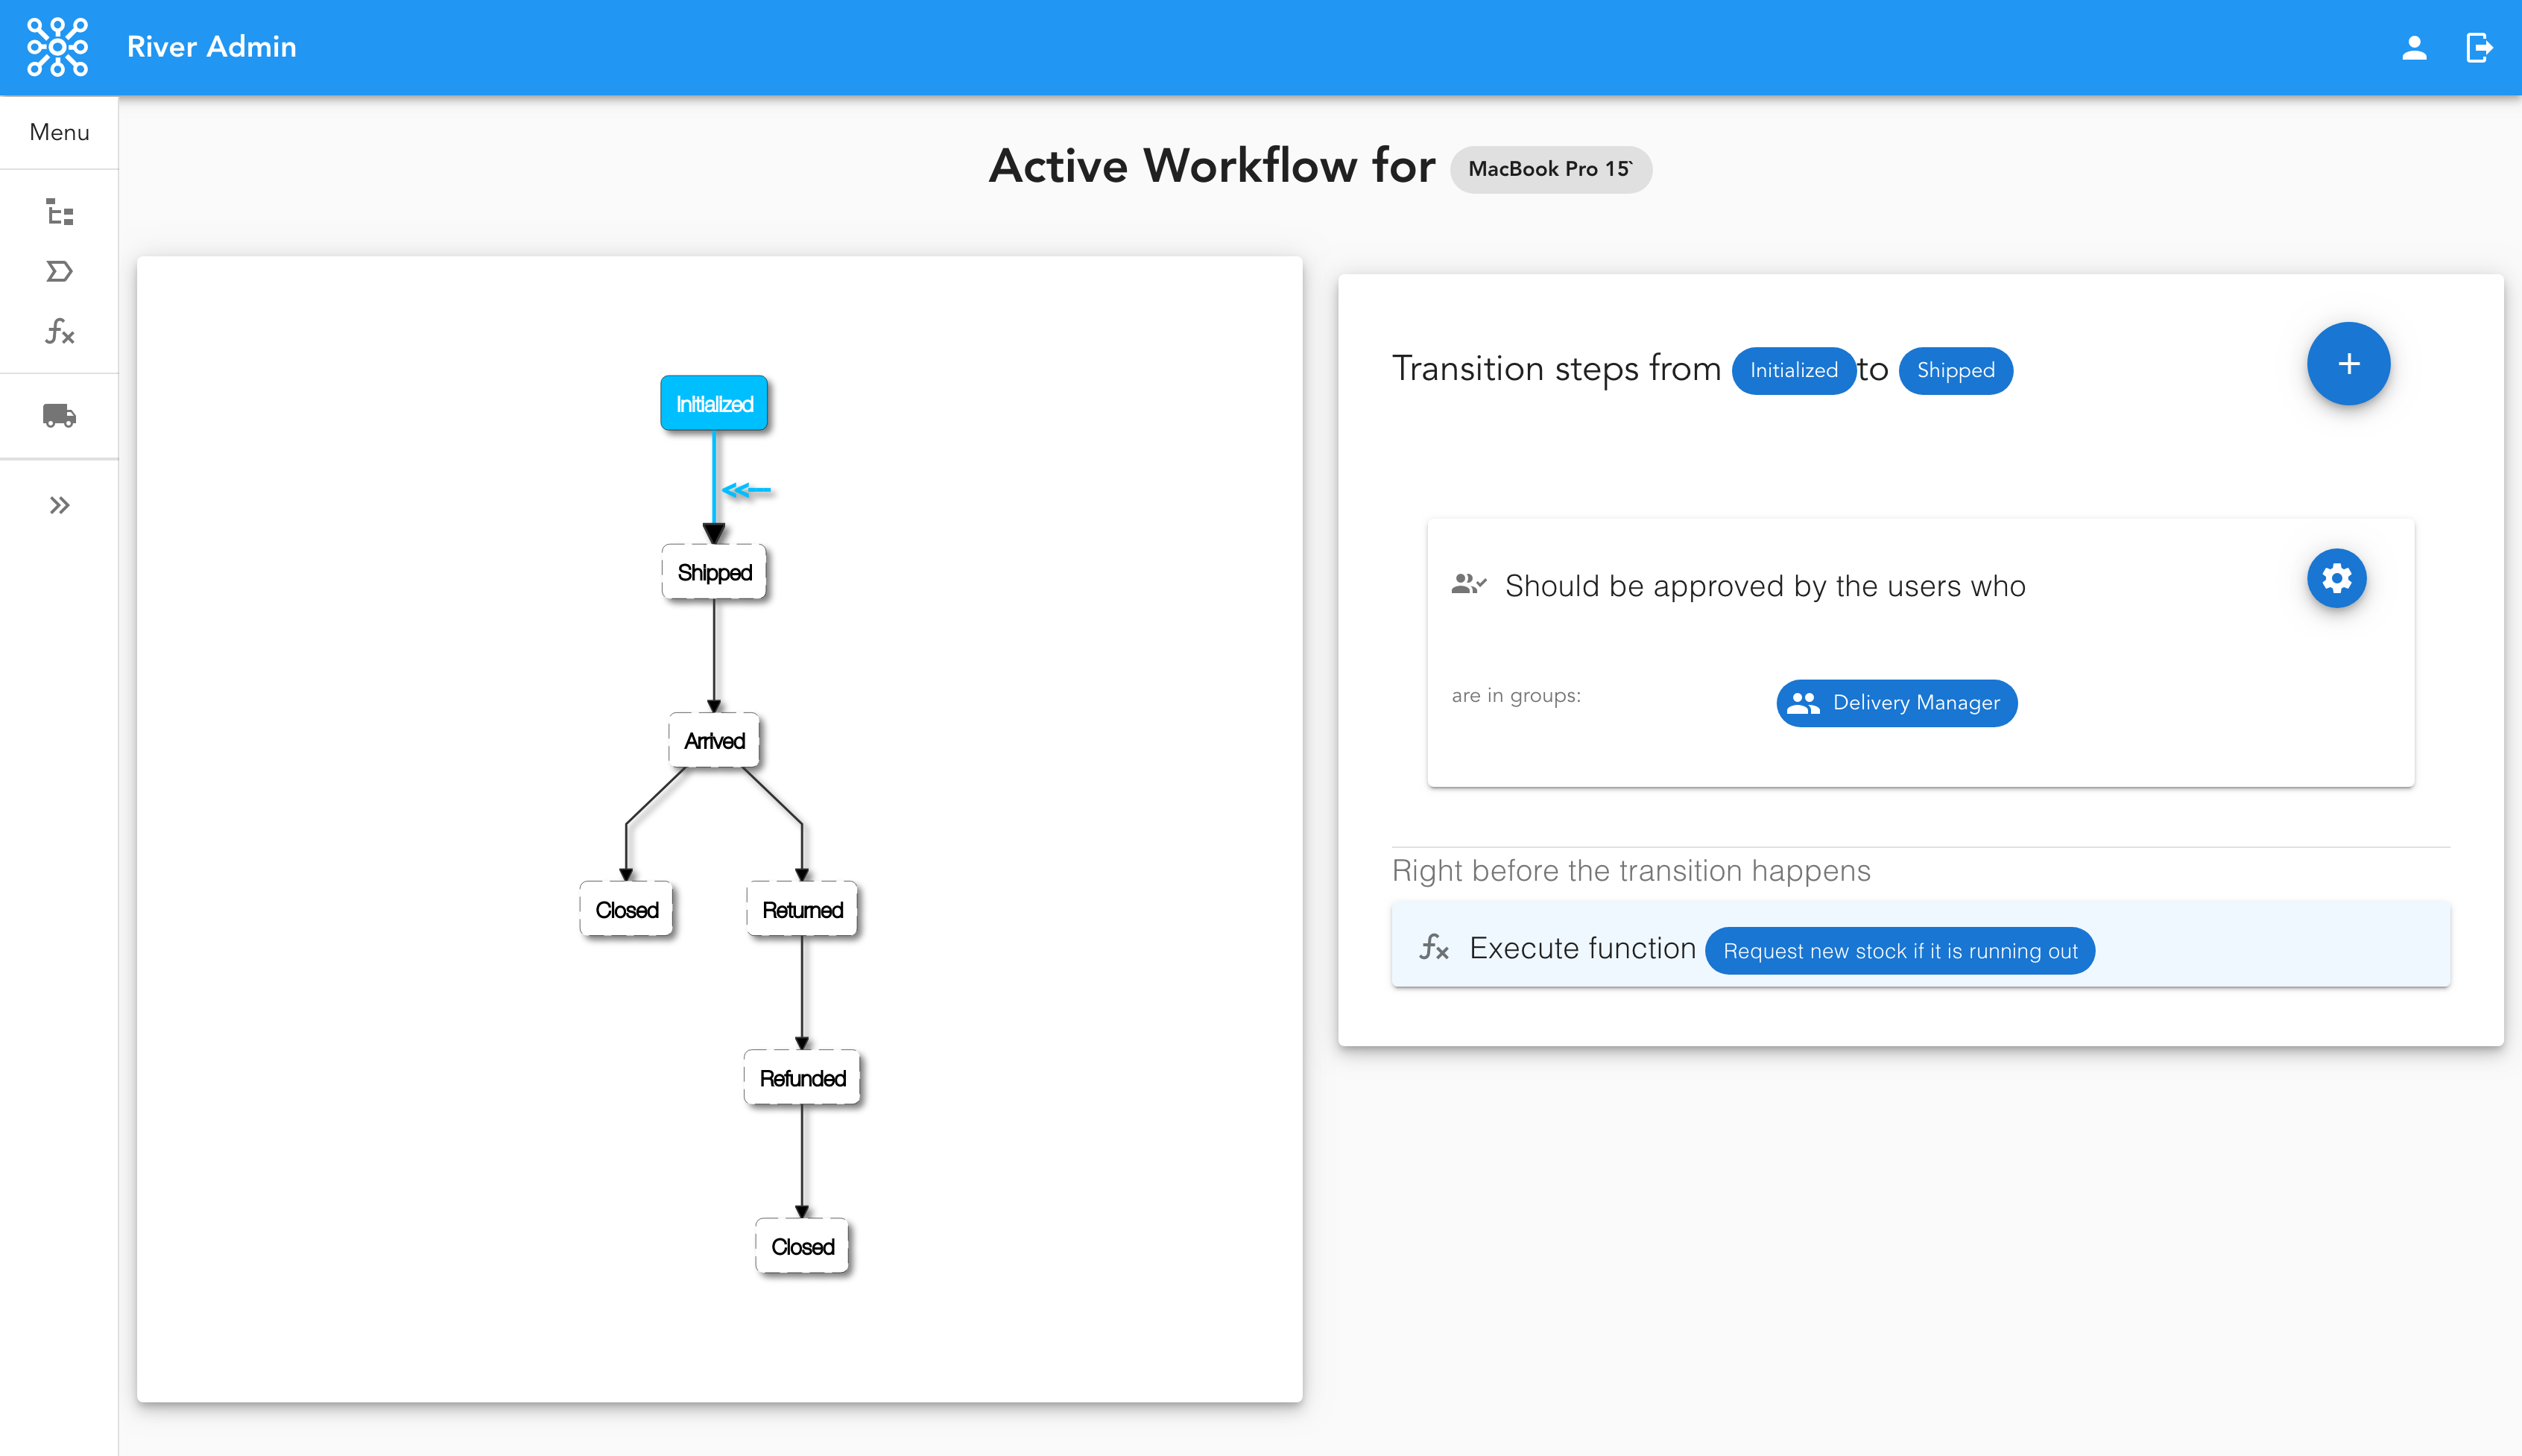 River Admin
Menu
Active Workflow for MacBook Pro 15`
Initialized
Shipped
Arrived
Closed Returned
Refunded
Closed
Transition steps from Initialized to Shipped
Should be approved by the users who
are in groups: Delivery Manager
Right before the transition happens
Execute function Request new stock if it is running out